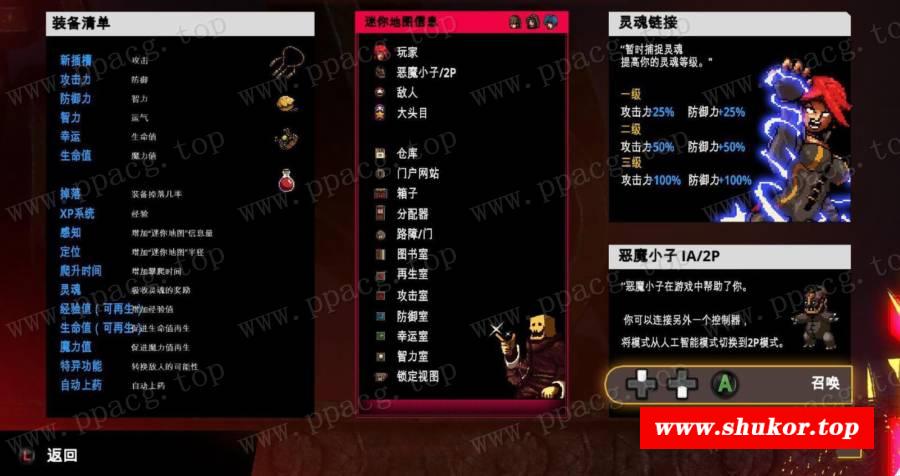 装备清单
新插槽 攻击
攻击力 防御
防御力 智力
智力 运气
幸运 生命值
生命值 魔力值
掉落 装备掉落几率
XP系统 经验
感知 增加“迷你地图”信息量
定位 增加“迷你地图”半径
爬升时间 增加攀爬时间
灵魂 吸收灵魂的奖励
经验值（可再生） 增加经验值
生命值（可再生） 促进生命值再生
魔力值 促进魔力值再生
特异功能 转换敌人的可能性
自动上药 自动上药
返回
迷你地图信息
玩家
恶魔小子/2P
敌人
大头目
仓库
门户网站
箱子
分配器
路障/门
图书室
再生室
攻击室
防御室
幸运室
智力室
锁定视图
灵魂链接
“暂时捕捉灵魂
提高你的灵魂等级。"
一级
攻击力25% 防御力+25%
二级
攻击力50% 防御力+50%
三级
攻击力100% 防御力+100%
恶魔小子 IA/2P
“恶魔小子在游戏中帮助了你。
你可以连接另外一个控制器，
将模式从人工智能模式切换到2P模式。
A 召唤
www.shukor.top
www.ppacg.top